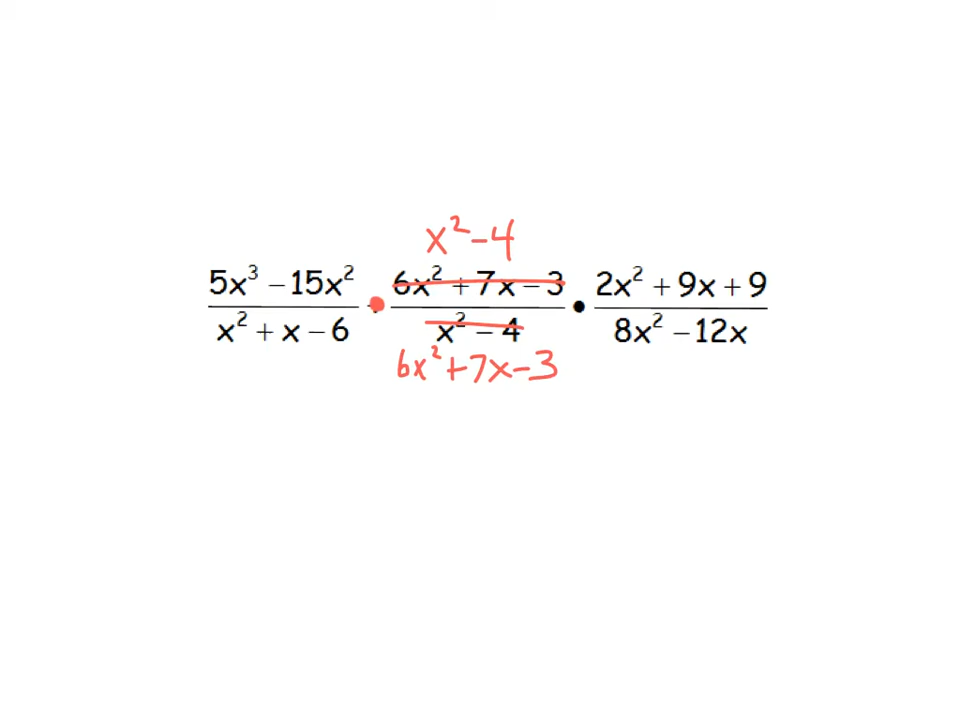 x² - 4
5x³ - 15x² / x² + x - 6 • 6x² + 7x - 3 / x² - 4 • 2x² + 9x + 9 / 8x² - 12x
6x² + 7x - 3